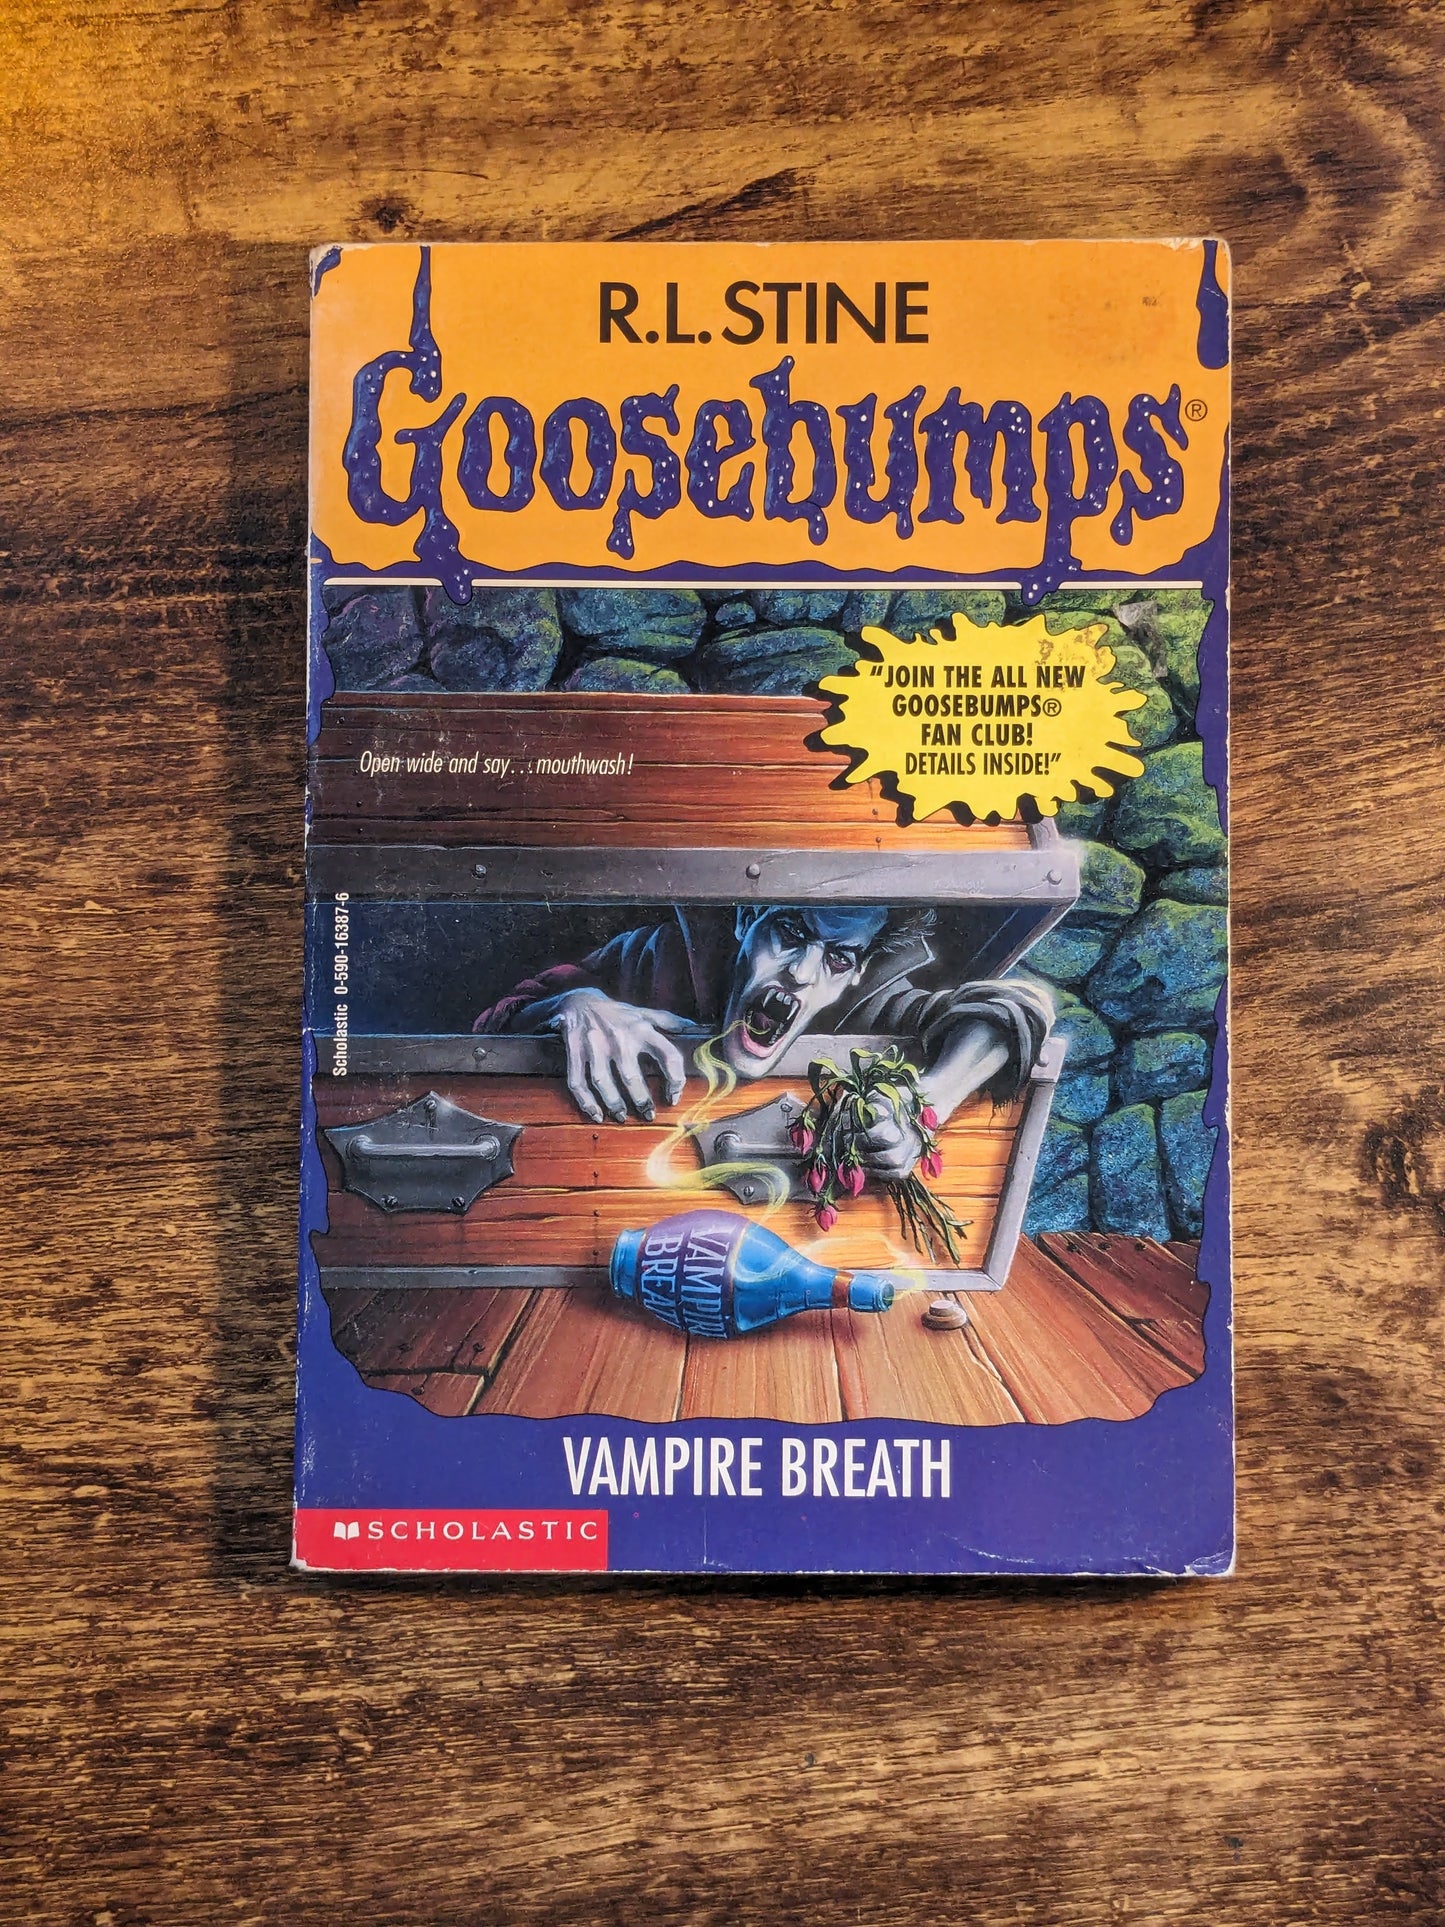 R.L. STINE
Goosebumps®
"JOIN THE ALL NEW
GOOSEBUMPS®
FAN CLUB!
DETAILS INSIDE!"
Open wide and say...mouthwash!
Scholastic 0-590-16387-6
VAMPIRE BREATH
SCHOLASTIC